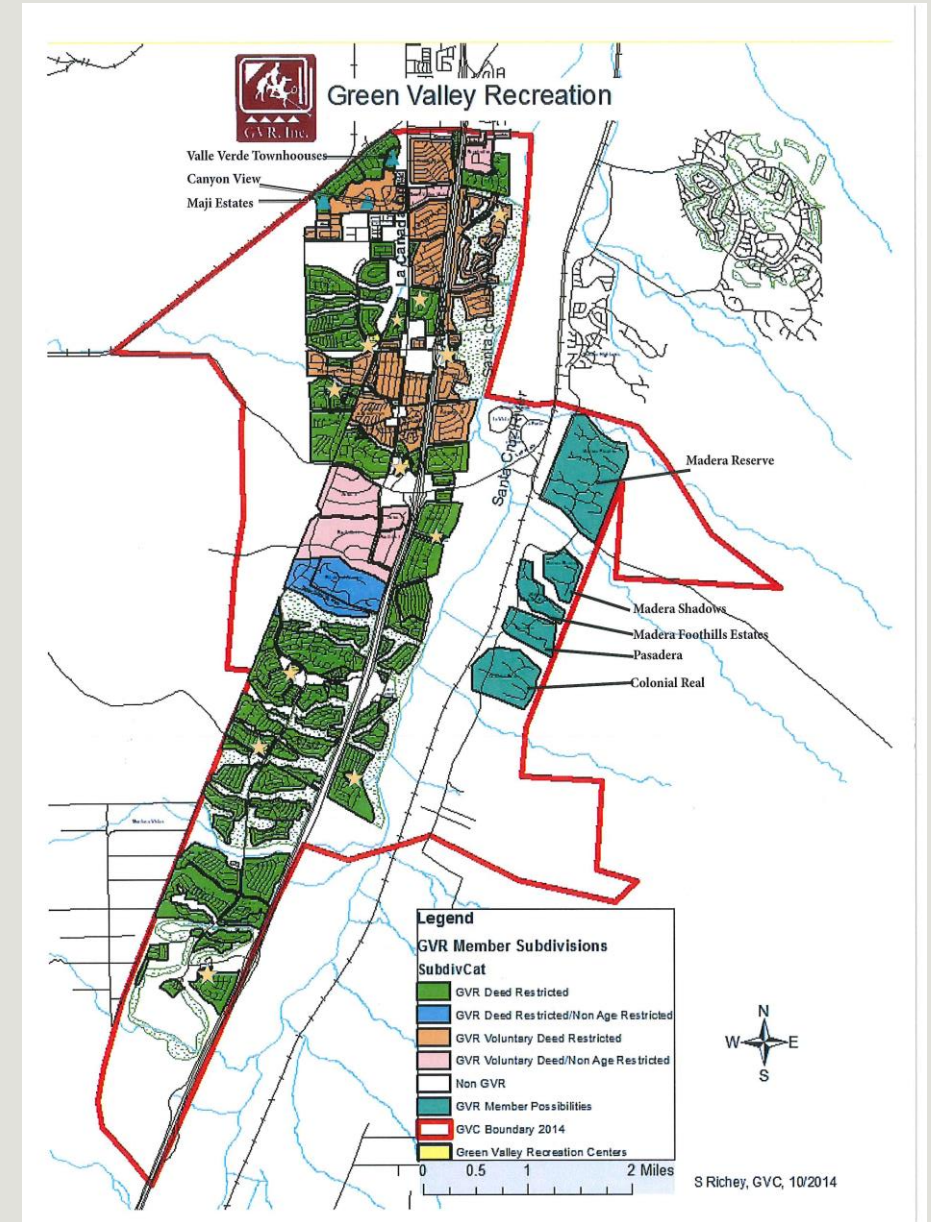 GVR, Inc.
Green Valley Recreation
Valle Verde Townhoouses
Canyon View
Maji Estates
La Canada
Santa Cruz River
Madera Reserve
Madera Shadows
Madera Foothills Estates
Pasadera
Colonial Real
Legend
GVR Member Subdivisions
SubdivCat
GVR Deed Restricted
GVR Deed Restricted/Non Age Restricted
GVR Voluntary Deed Restricted
GVR Voluntary Deed/Non Age Restricted
Non GVR
GVR Member Possibilities
GVC Boundary 2014
Green Valley Recreation Centers
0 0.5 1 2 Miles
N
W E
S
S Richey, GVC, 10/2014